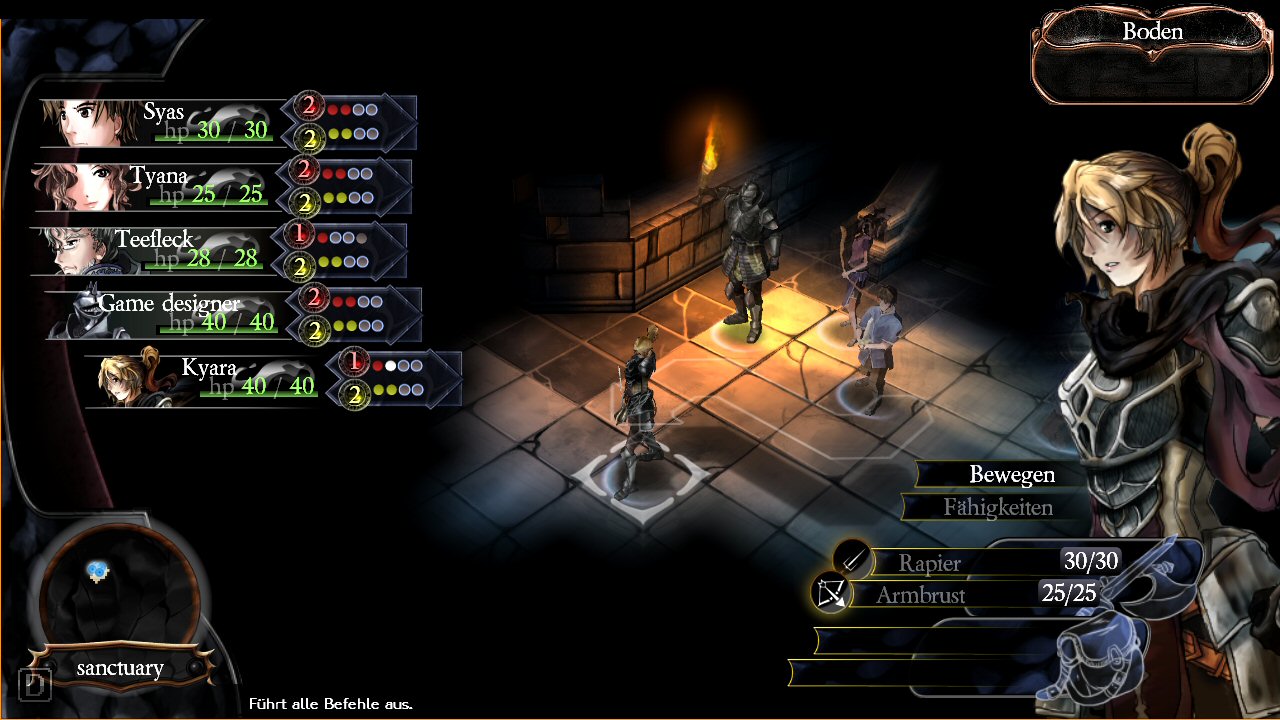 Boden
Syas
hp 30 / 30
2
2
Tyana
hp 25 / 25
2
2
Teefleck
hp 28 / 28
1
2
Game designer
hp 40 / 40
2
2
Kyara
hp 40 / 40
1
2
Bewegen
Fähigkeiten
Rapier 30/30
Armbrust 25/25
sanctuary
D
Führt alle Befehle aus.